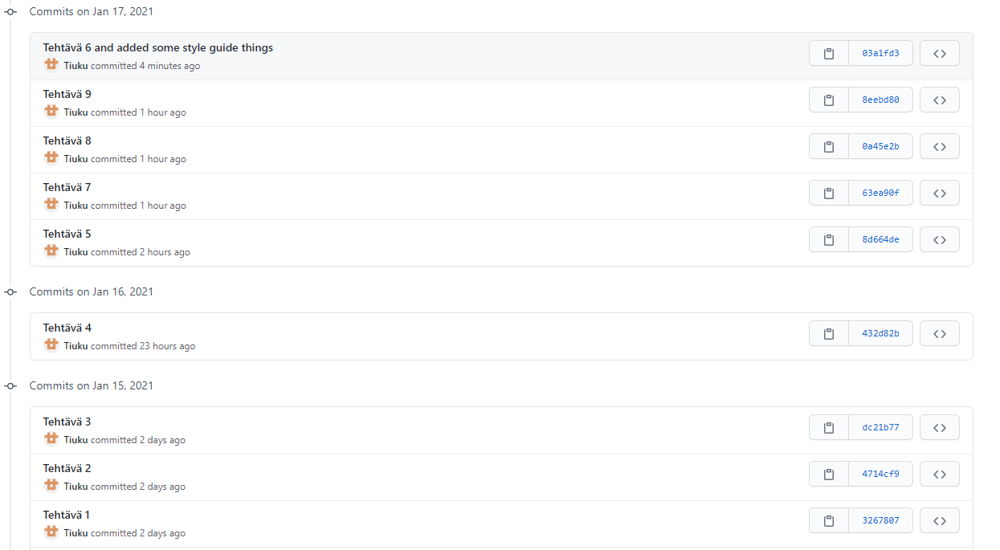 Commits on Jan 17, 2021
Tehtävä 6 and added some style guide things
Tiuku committed 4 minutes ago
03a1fd3
Tehtävä 9
Tiuku committed 1 hour ago
8eebd80
Tehtävä 8
Tiuku committed 1 hour ago
0a45e2b
Tehtävä 7
Tiuku committed 1 hour ago
63ea90f
Tehtävä 5
Tiuku committed 2 hours ago
8d664de
Commits on Jan 16, 2021
Tehtävä 4
Tiuku committed 23 hours ago
432d82b
Commits on Jan 15, 2021
Tehtävä 3
Tiuku committed 2 days ago
dc21b77
Tehtävä 2
Tiuku committed 2 days ago
4714cf9
Tehtävä 1
Tiuku committed 2 days ago
3267807